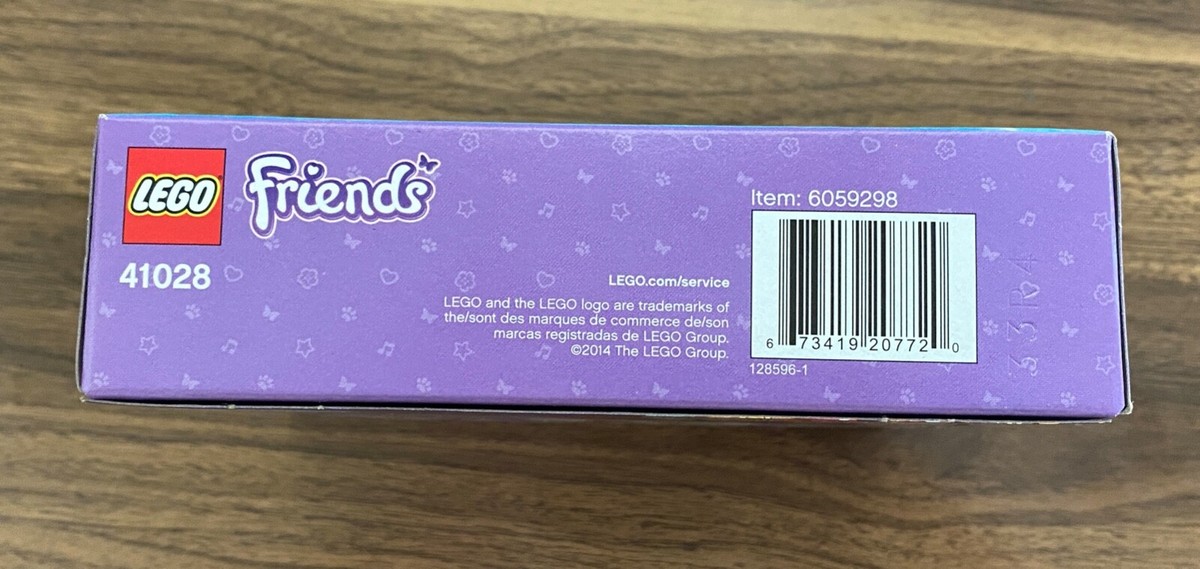 LEGO
friends
41028
Item: 6059298
LEGO.com/service
LEGO and the LEGO logo are trademarks of
the/sont des marques de commerce de/son
marcas registradas de LEGO Group.
©2014 The LEGO Group.
6 73419 20772 0
128596-1
33R4